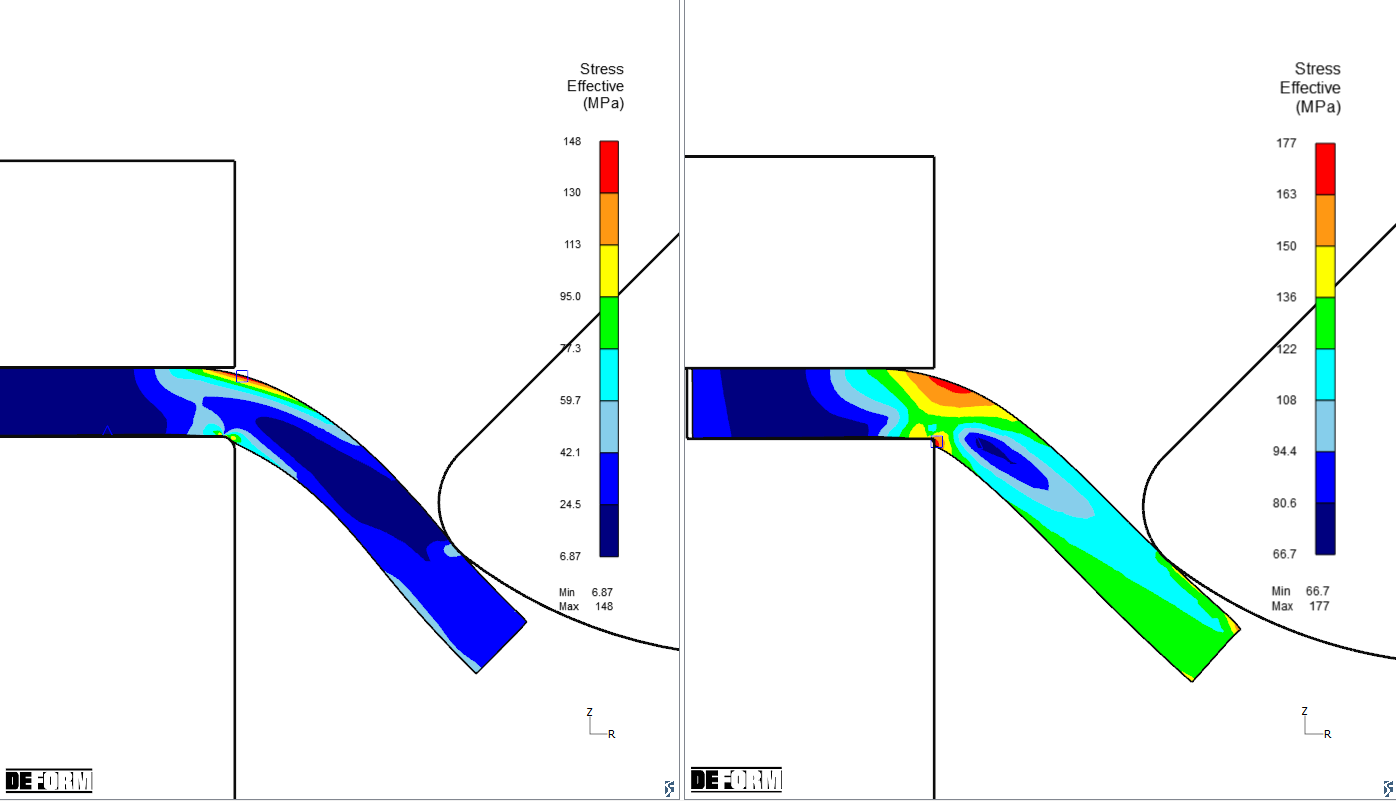 Stress
Effective
(MPa)
148
130
113
95.0
77.3
59.7
42.1
24.5
6.87
Min 6.87
Max 148
Z
R
DEFORM
Stress
Effective
(MPa)
177
163
150
136
122
108
94.4
80.6
66.7
Min 66.7
Max 177
Z
R
DEFORM